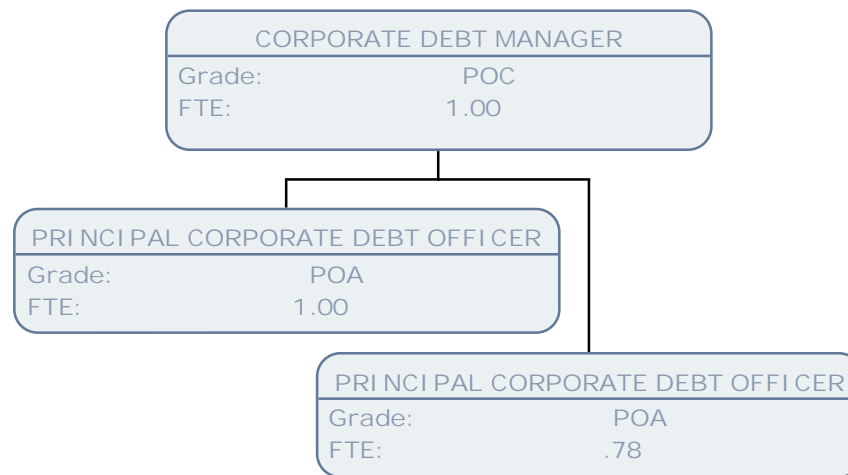 CORPORATE DEBT MANAGER
Grade: POC
FTE: 1.00
PRINCIPAL CORPORATE DEBT OFFICER
Grade: POA
FTE: 1.00
PRINCIPAL CORPORATE DEBT OFFICER
Grade: POA
FTE: .78